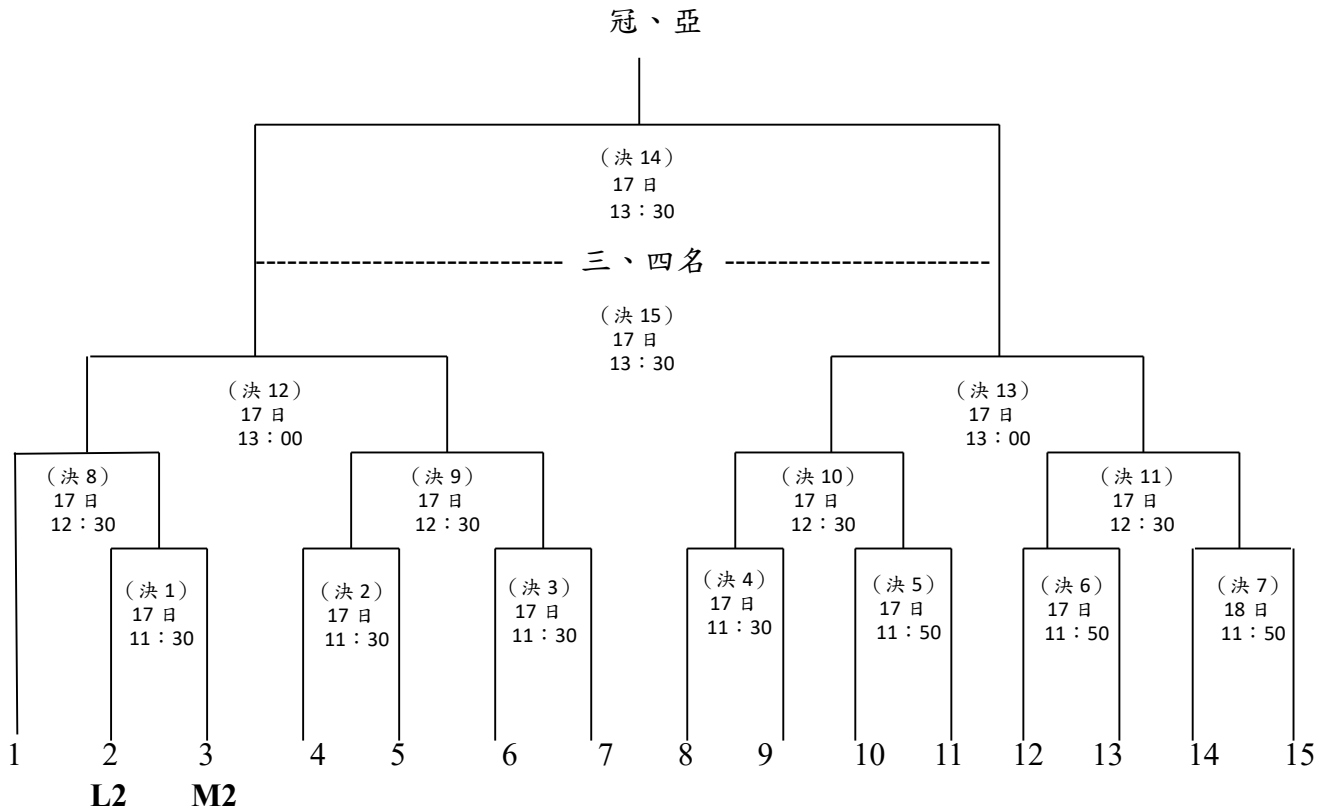 冠、亞
（決 14）
17 日
13：30
三、四名
（決 15）
17 日
13：30
（決 12）
17 日
13：00
（決 13）
17 日
13：00
（決 8）
17 日
12：30
（決 9）
17 日
12：30
（決 10）
17 日
12：30
（決 11）
17 日
12：30
（決 1）
17 日
11：30
（決 2）
17 日
11：30
（決 3）
17 日
11：30
（決 4）
17 日
11：30
（決 5）
17 日
11：50
（決 6）
17 日
11：50
（決 7）
18 日
11：50
1 2 3 4 5 6 7 8 9 10 11 12 13 14 15
L2 M2